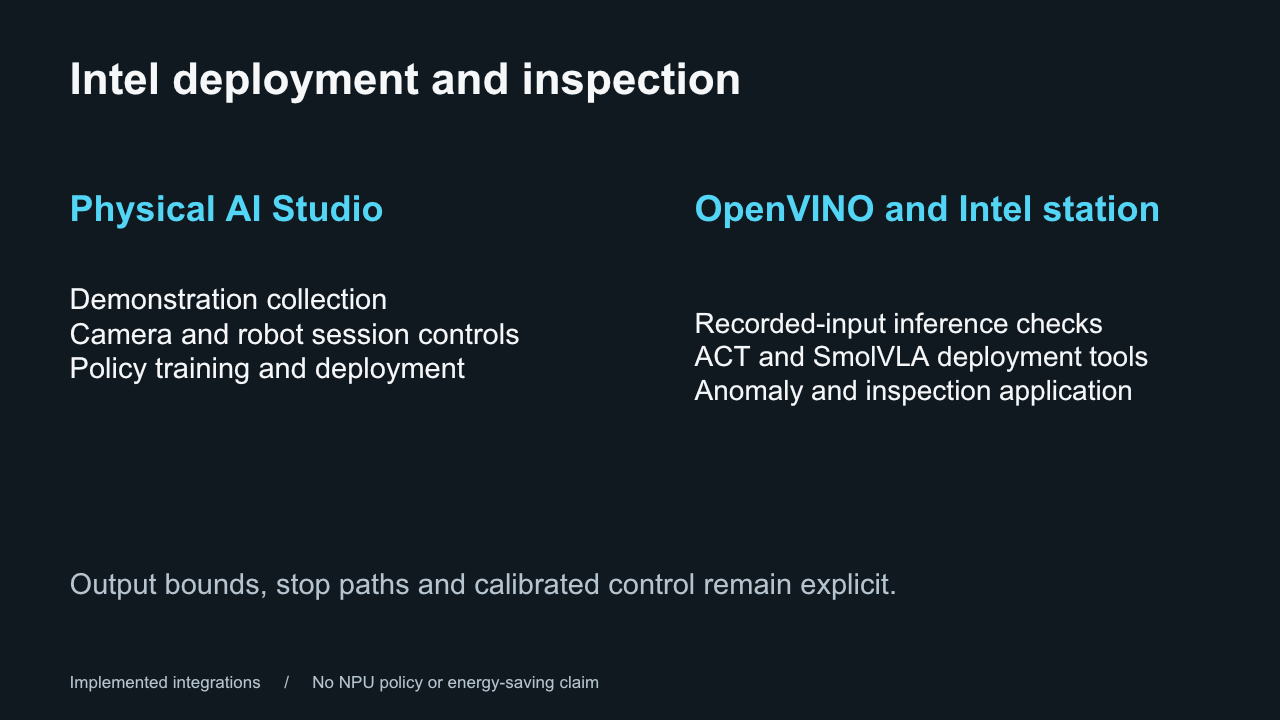 Intel deployment and inspection
Physical AI Studio
Demonstration collection
Camera and robot session controls
Policy training and deployment
OpenVINO and Intel station
Recorded-input inference checks
ACT and SmolVLA deployment tools
Anomaly and inspection application
Output bounds, stop paths and calibrated control remain explicit.
Implemented integrations / No NPU policy or energy-saving claim